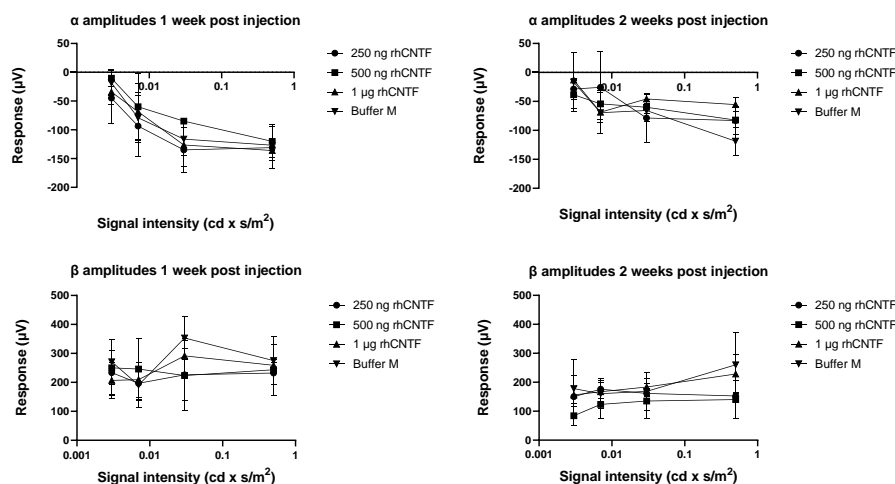 α amplitudes 1 week post injection
Response (µV)
50
0
-50
-100
-150
-200
0.01
0.1
1
Signal intensity (cd x s/m²)
250 ng rhCNTF
500 ng rhCNTF
1 µg rhCNTF
Buffer M
α amplitudes 2 weeks post injection
Response (µV)
50
0
-50
-100
-150
-200
0.01
0.1
1
Signal intensity (cd x s/m²)
250 ng rhCNTF
500 ng rhCNTF
1 µg rhCNTF
Buffer M
β amplitudes 1 week post injection
Response (µV)
500
400
300
200
100
0
0.001
0.01
0.1
1
Signal intensity (cd x s/m²)
250 ng rhCNTF
500 ng rhCNTF
1 µg rhCNTF
Buffer M
β amplitudes 2 weeks post injection
Response (µV)
500
400
300
200
100
0
0.001
0.01
0.1
1
Signal intensity (cd x s/m²)
250 ng rhCNTF
500 ng rhCNTF
1 µg rhCNTF
Buffer M